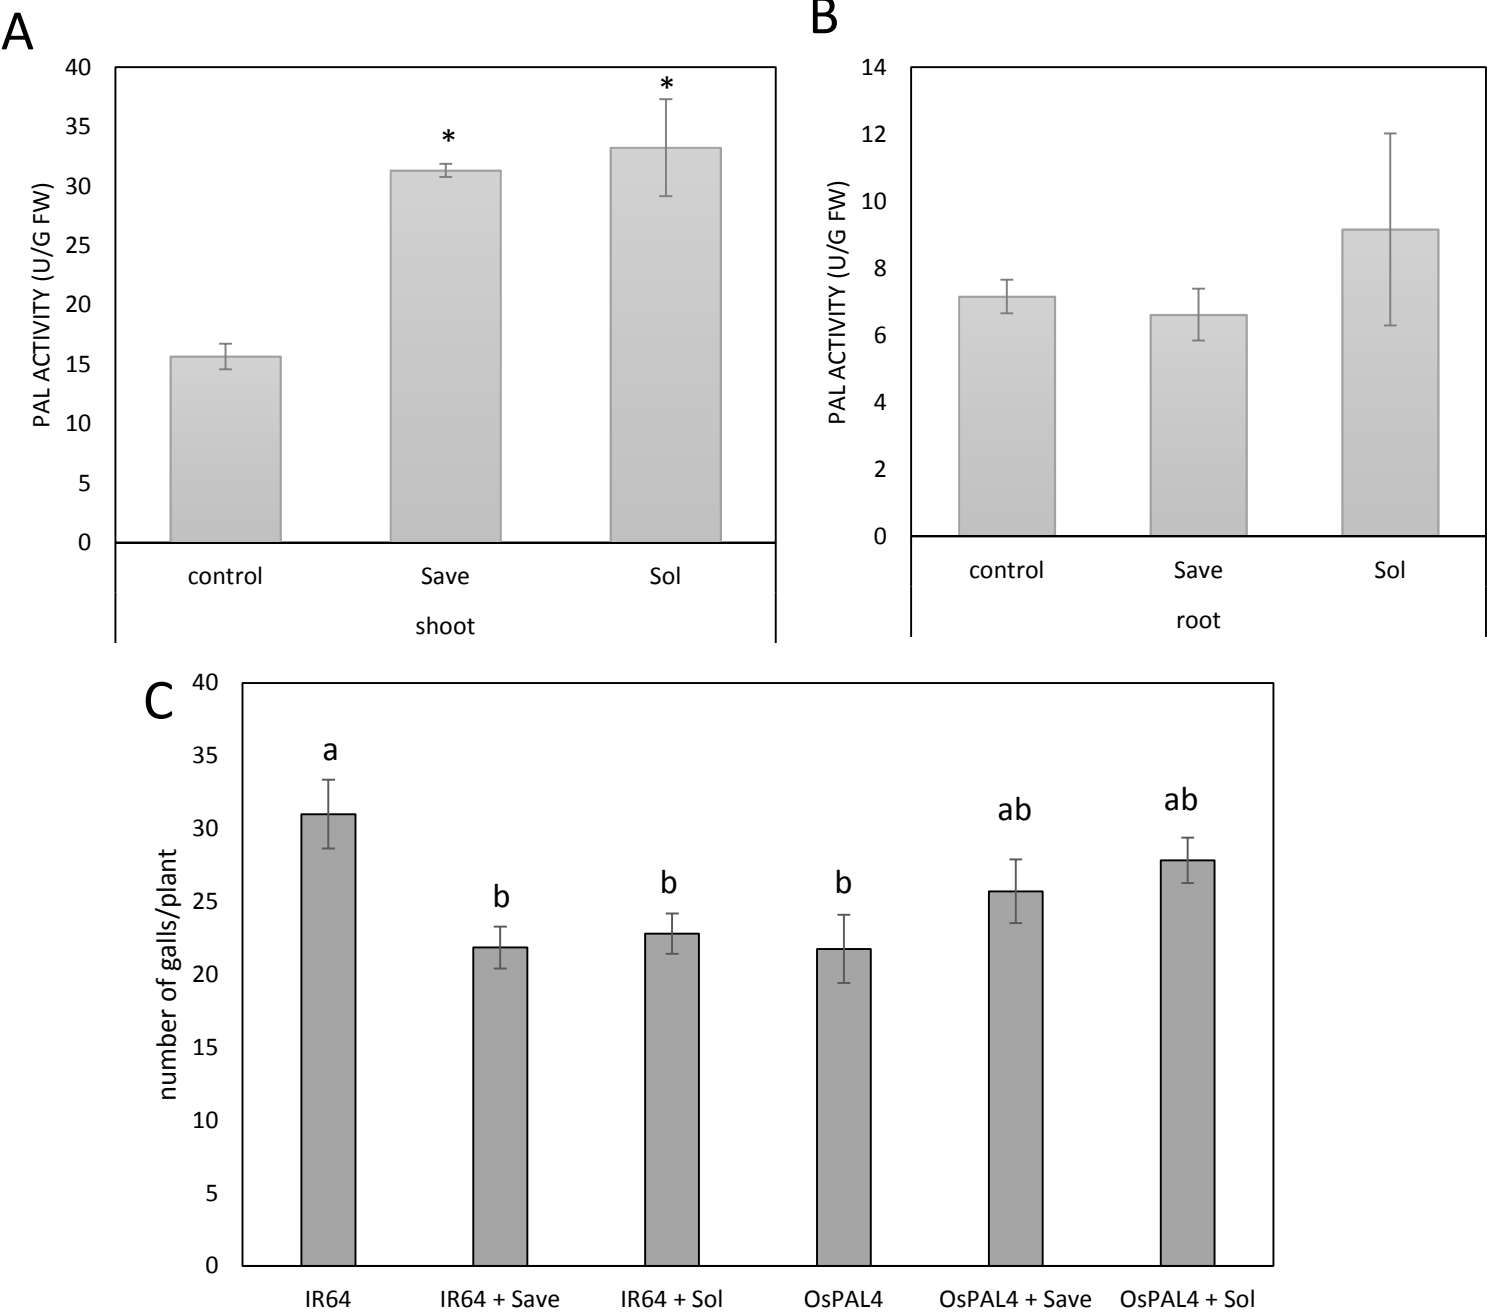 A
40
35
30
25
20
15
10
5
0
PAL ACTIVITY (U/G FW)
*
*
control Save Sol
shoot
B
14
12
10
8
6
4
2
0
PAL ACTIVITY (U/G FW)
control Save Sol
root
C
40
35
30
25
20
15
10
5
0
number of galls/plant
a
b
b
b
ab
ab
IR64 IR64 + Save IR64 + Sol OsPAL4 OsPAL4 + Save OsPAL4 + Sol